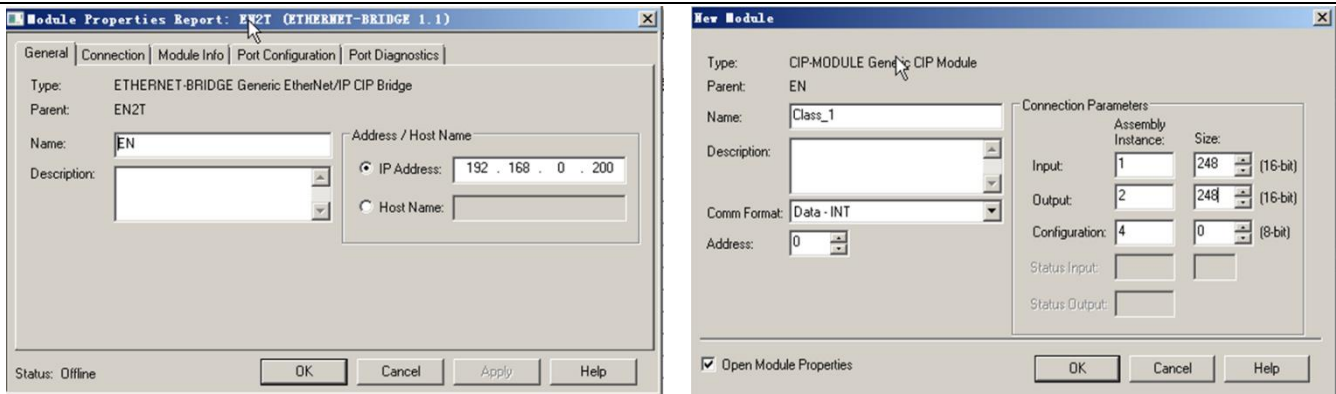 Module Properties Report: EN2T (ETHERNET-BRIDGE 1.1)
General Connection Module Info Port Configuration Port Diagnostics
Type: ETHERNET-BRIDGE Generic EtherNet/IP CIP Bridge
Parent: EN2T
Name: EN
Description:
Address / Host Name
IP Address: 192 . 168 . 0 . 200
Host Name:
Status: Offline
OK Cancel Apply Help
New Module
Type: CIP-MODULE Generic CIP Module
Parent: EN
Name: Class_1
Description:
Comm Format: Data - INT
Address: 0
Connection Parameters
Assembly
Instance: Size:
Input: 1 248 (16-bit)
Output: 2 248 (16-bit)
Configuration: 4 0 (8-bit)
Status Input:
Status Output:
Open Module Properties
OK Cancel Help